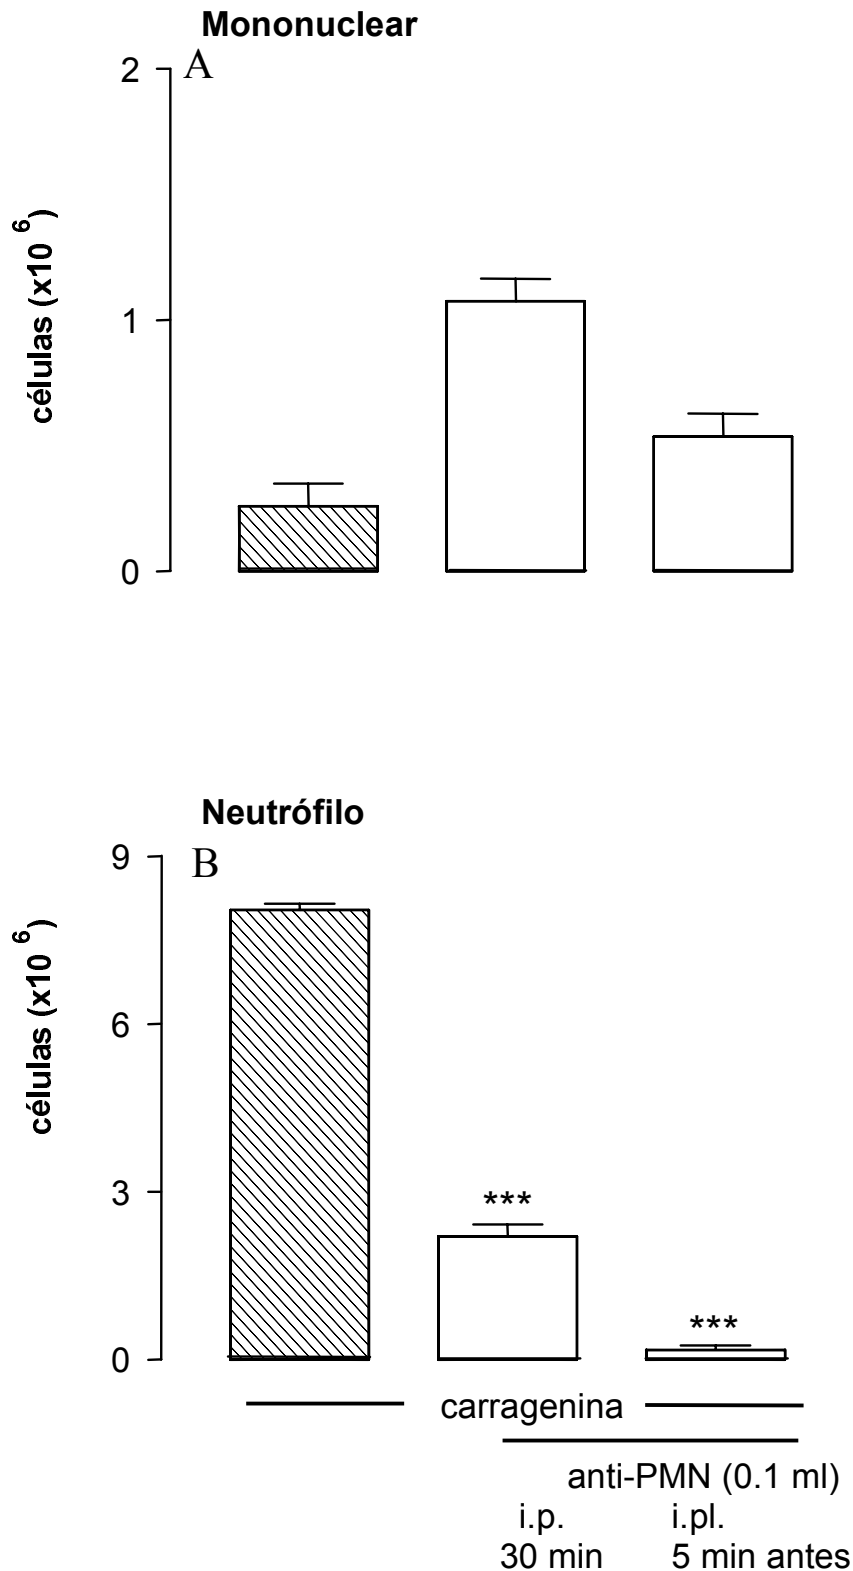 Mononuclear
A
2
1
0
células (x10 6)
Neutrófilo
B
9
6
3
0
células (x10 6)
***
***
carragenina
anti-PMN (0.1 ml)
i.p. i.pl.
30 min 5 min antes